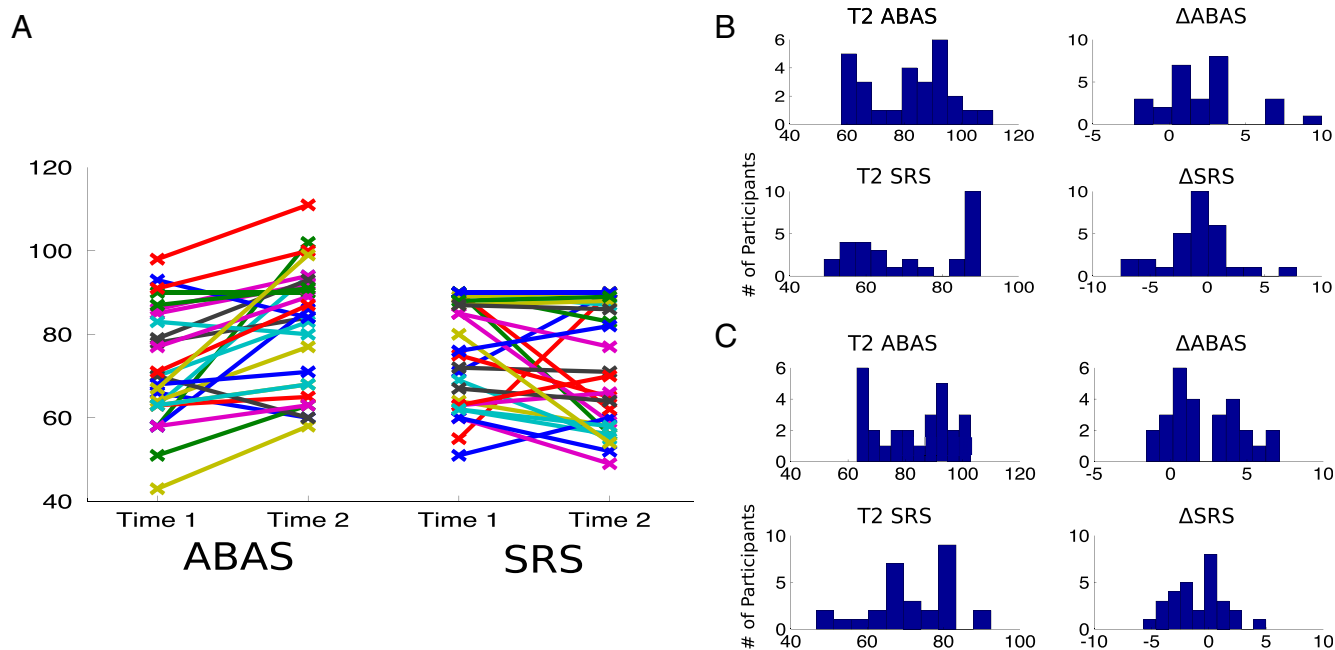 A
120
100
80
60
40
Time 1 Time 2 Time 1 Time 2
ABAS SRS
B
T2 ABAS
6
4
2
0
40 60 80 100 120
ΔABAS
10
5
0
-5 0 5 10
# of Participants
T2 SRS
10
5
0
40 60 80 100
ΔSRS
10
5
0
-10 -5 0 5 10
C
T2 ABAS
6
4
2
0
40 60 80 100 120
ΔABAS
6
4
2
0
-5 0 5 10
# of Participants
T2 SRS
10
5
0
40 60 80 100
ΔSRS
10
5
0
-10 -5 0 5 10